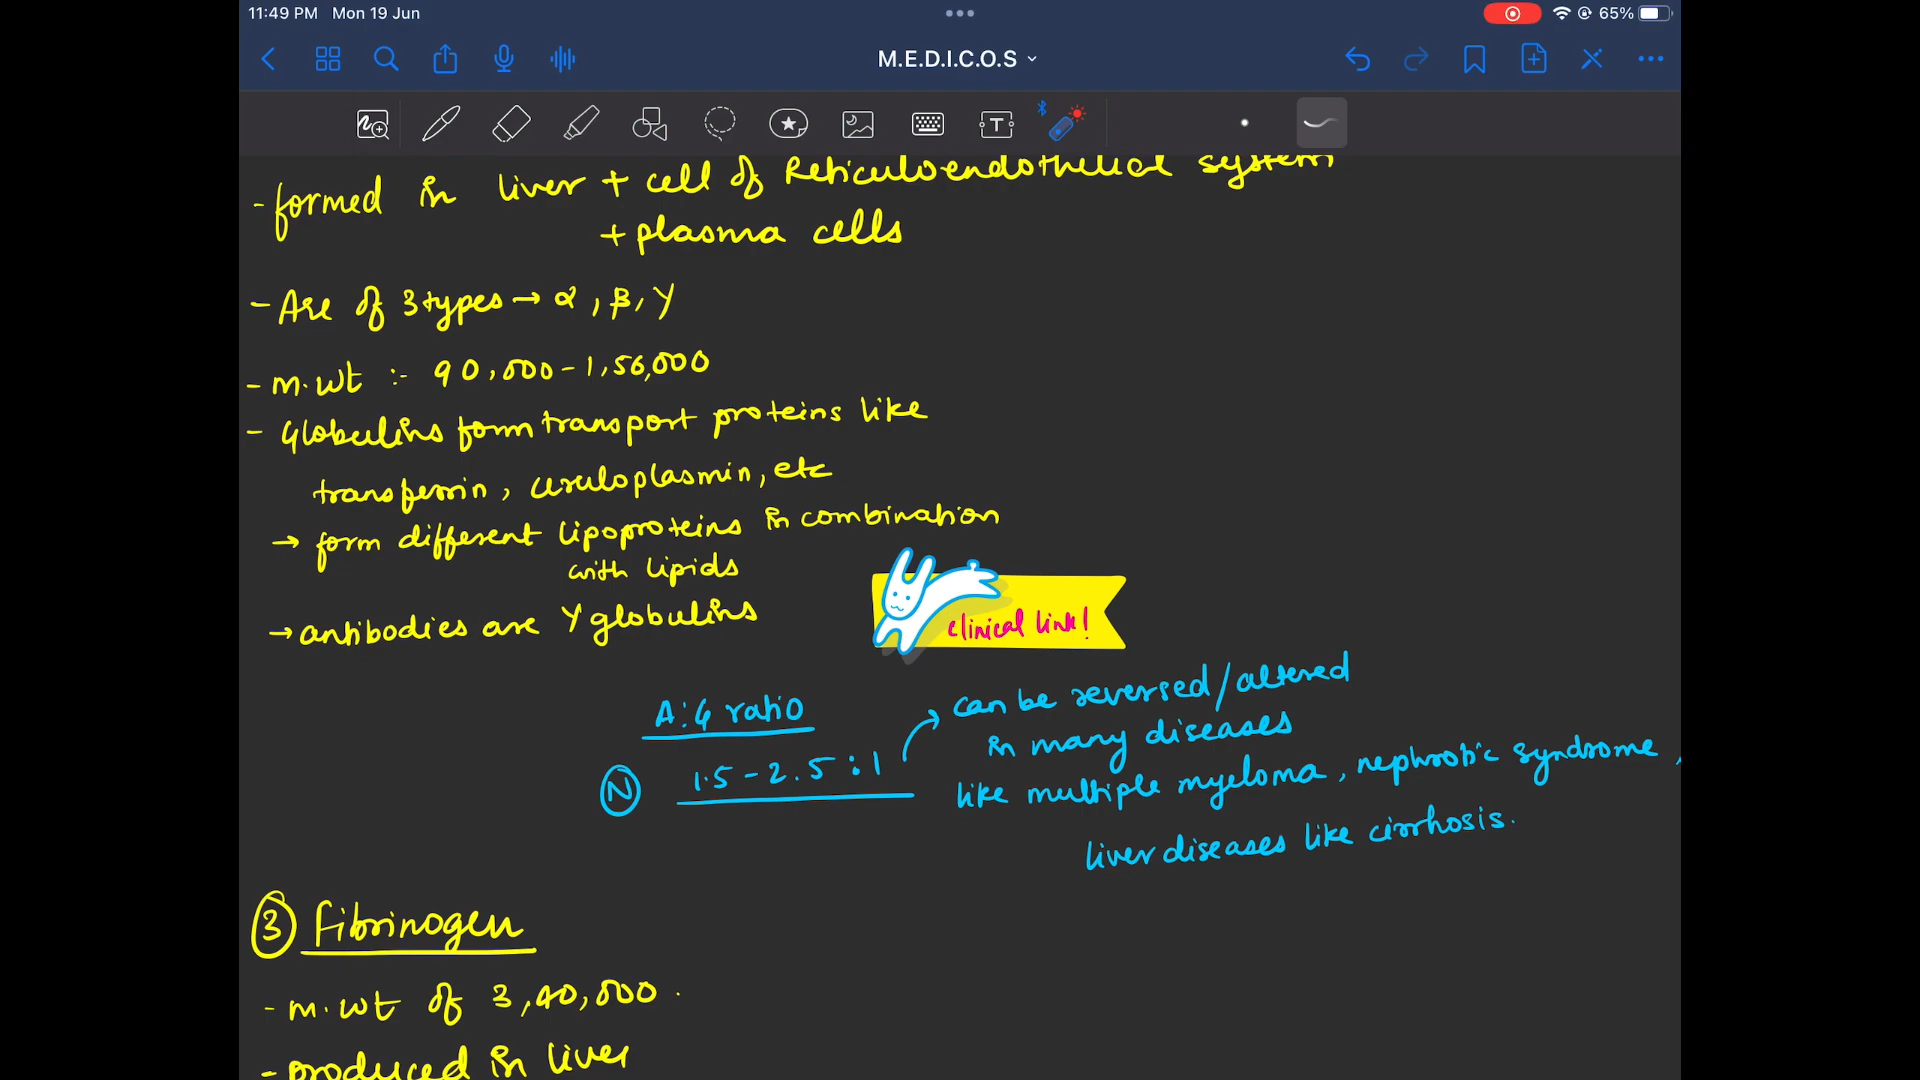 11:49 PM Mon 19 Jun
65%
M.E.D.I.C.O.S
- formed in liver + cell of Reticuloendothelial system
+ plasma cells
- Are of 3 types → α, β, γ
- m.wt :- 90,000 - 1,56,000
- Globulins form transport proteins like
transferrin, ceruloplasmin, etc
→ form different lipoproteins in combination
with lipids
→ antibodies are γ globulins
clinical link!
A:G ratio
N 1.5 - 2.5 : 1
can be reversed/altered
in many diseases
like multiple myeloma, nephrotic syndrome,
liver diseases like cirrhosis.
3 Fibrinogen
- m.wt of 3,40,000.
- produced in liver